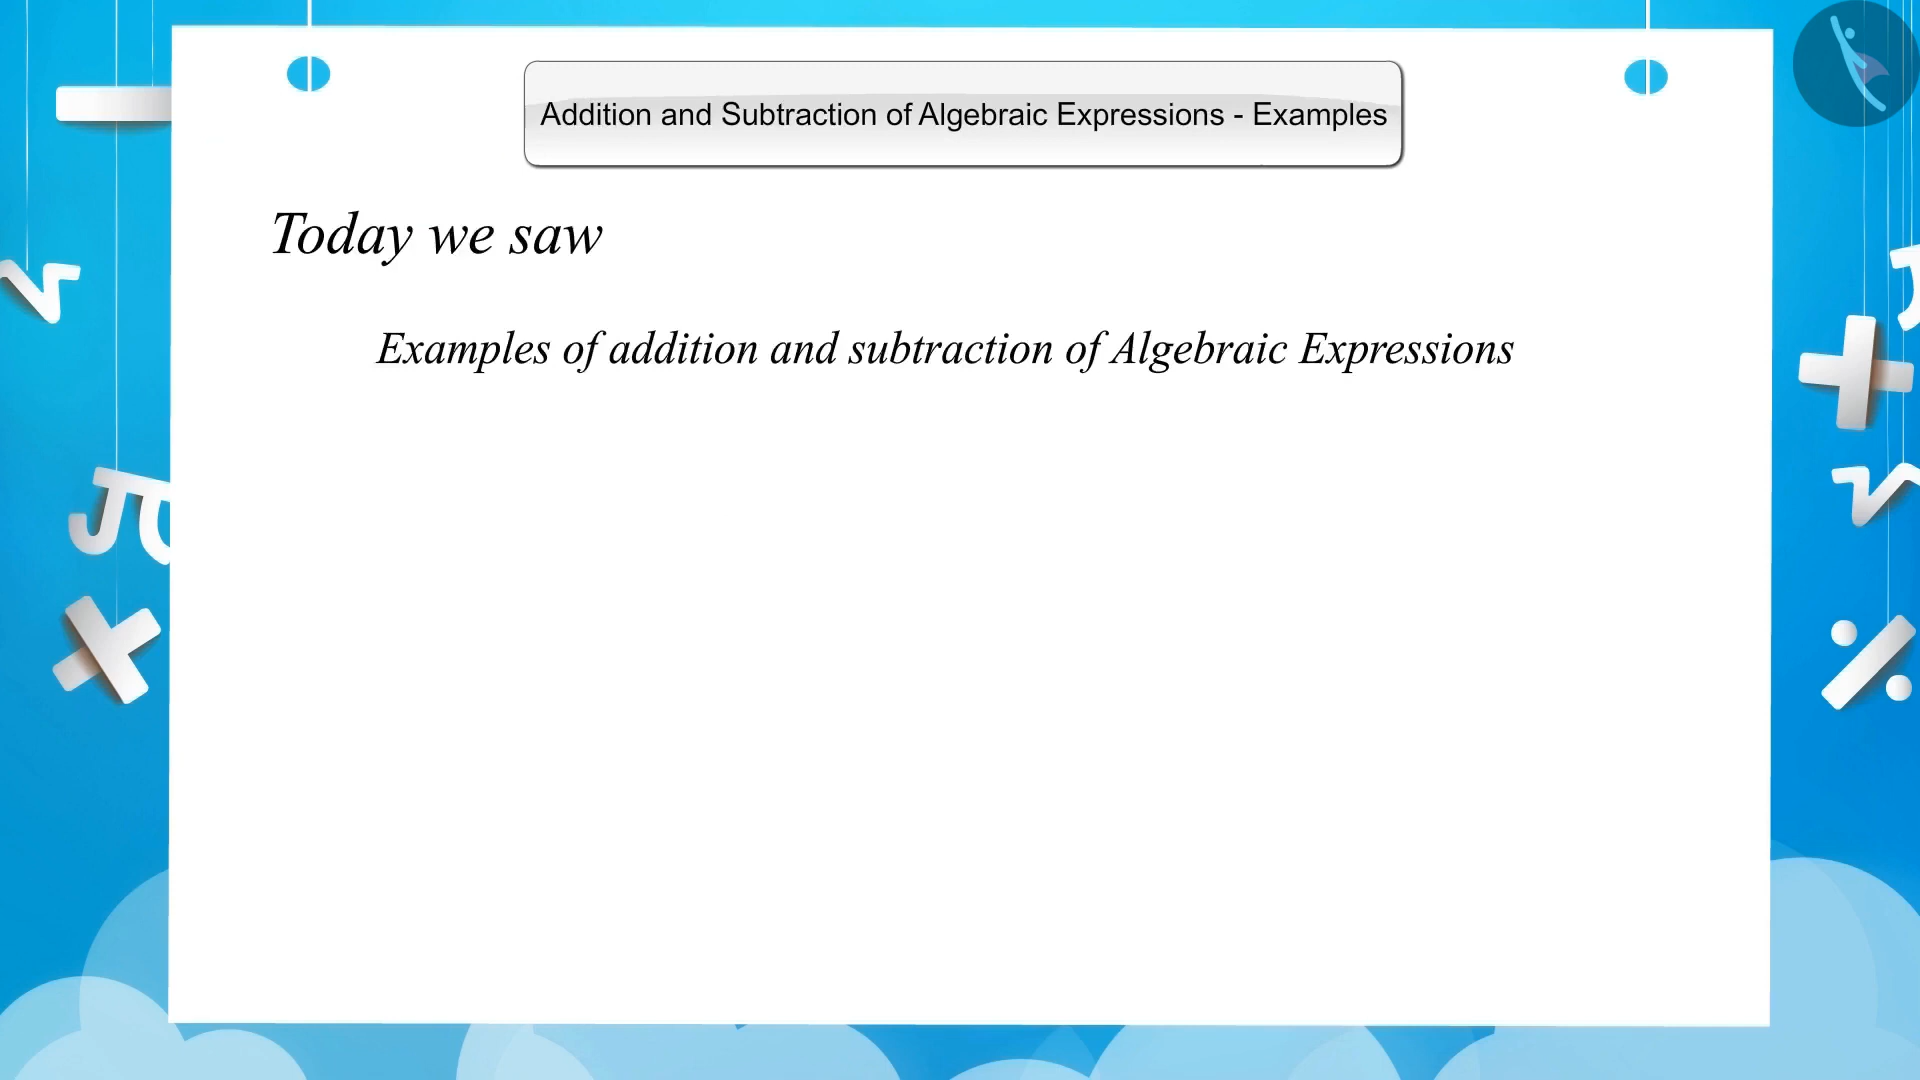 Addition and Subtraction of Algebraic Expressions - Examples
Today we saw
Examples of addition and subtraction of Algebraic Expressions